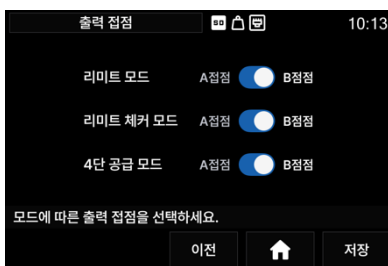 출력 접점 SD 10:13
리미트 모드 A접점 B접점
리미트 체커 모드 A접점 B접점
4단 공급 모드 A접점 B접점
모드에 따른 출력 접점을 선택하세요.
이전 저장